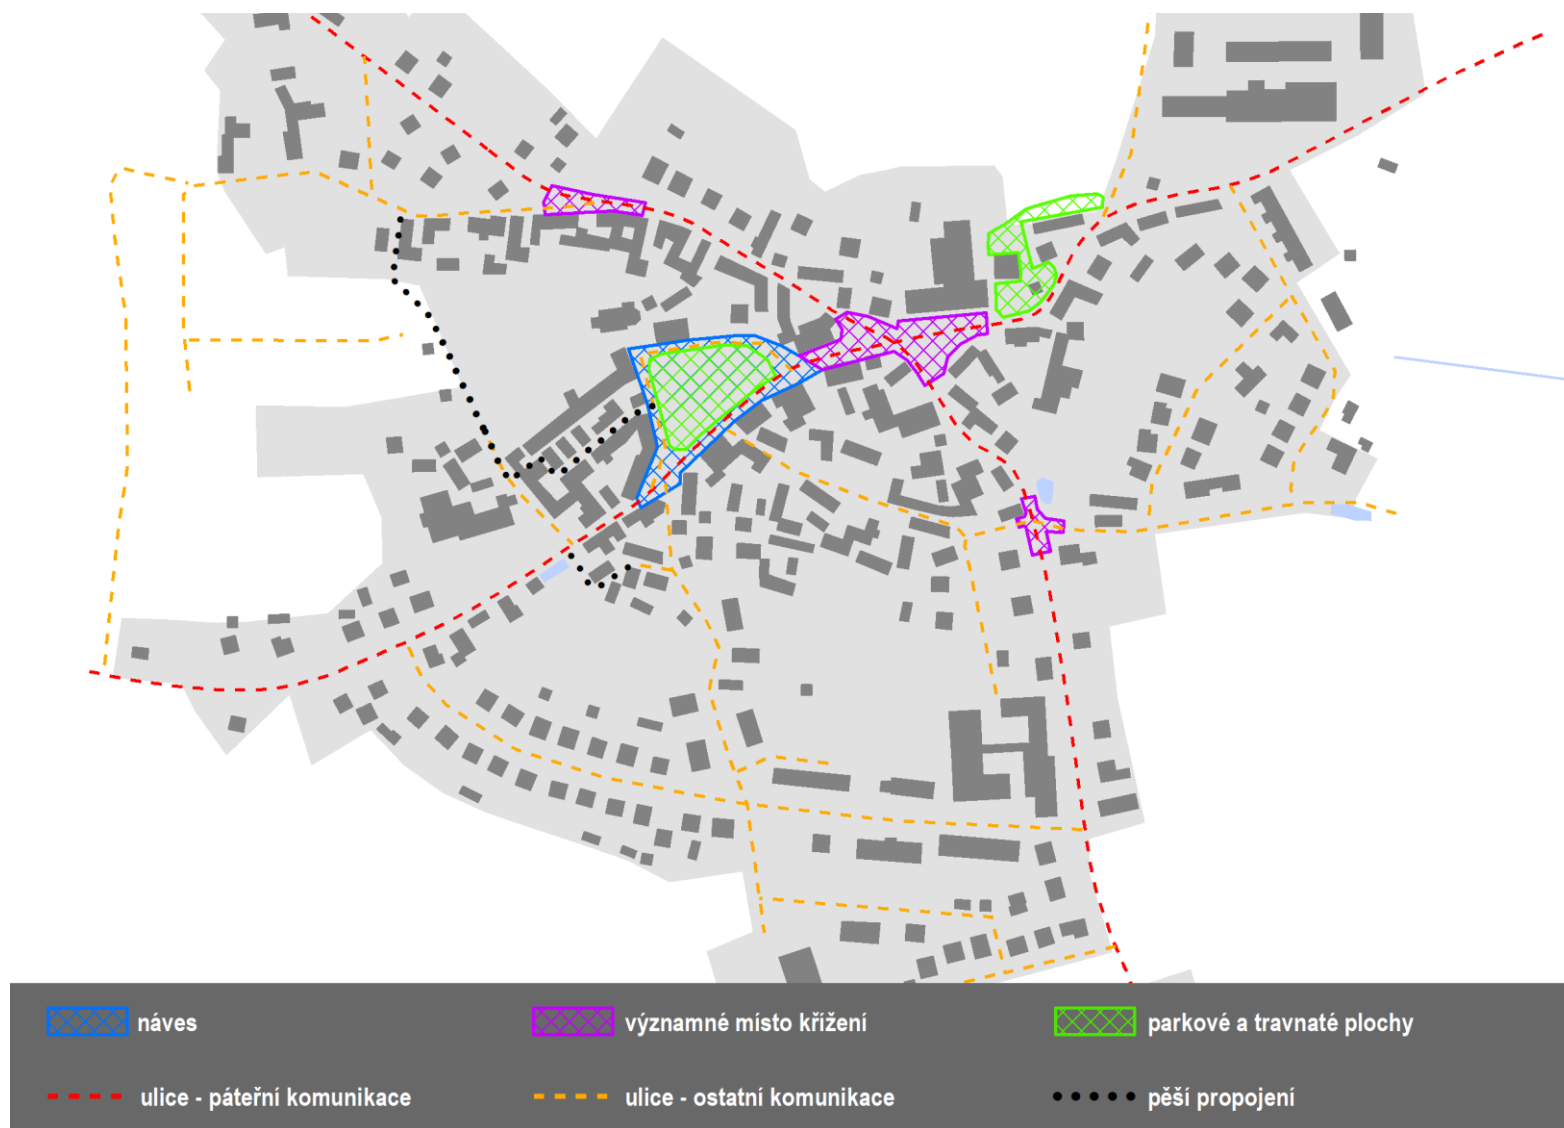 náves
významné místo křížení
parkové a travnaté plochy
ulice - páteřní komunikace
ulice - ostatní komunikace
pěší propojení